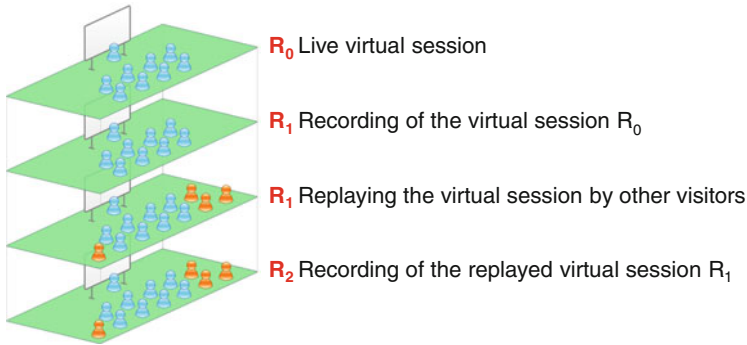 R₀ Live virtual session
R₁ Recording of the virtual session R₀
R₁ Replaying the virtual session by other visitors
R₂ Recording of the replayed virtual session R₁